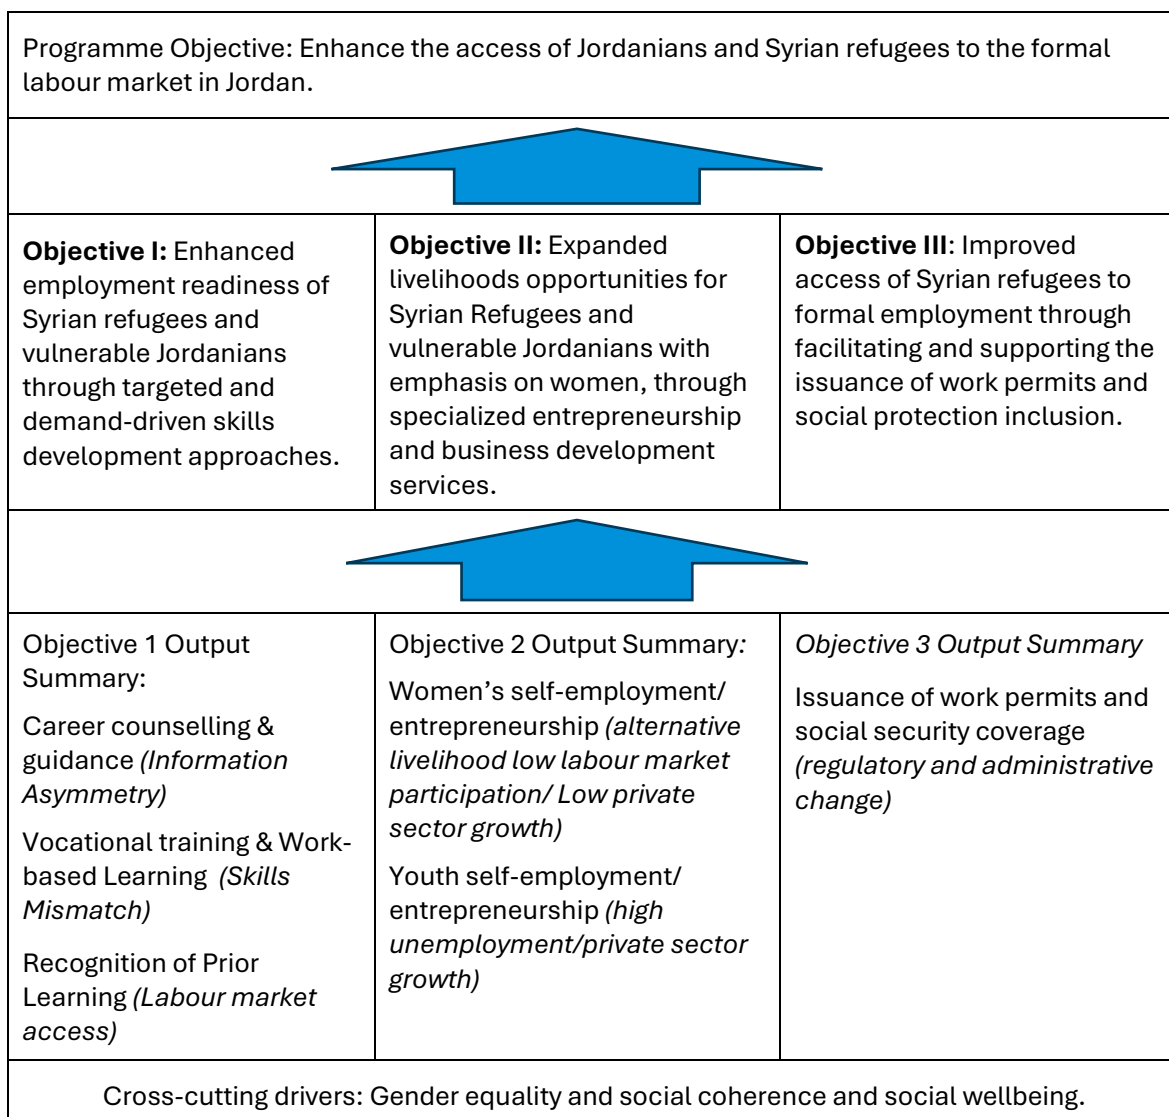 Programme Objective: Enhance the access of Jordanians and Syrian refugees to the formal
labour market in Jordan.
Objective I: Enhanced
employment readiness of
Syrian refugees and
vulnerable Jordanians
through targeted and
demand-driven skills
development approaches.
Objective II: Expanded
livelihoods opportunities for
Syrian Refugees and
vulnerable Jordanians with
emphasis on women, through
specialized entrepreneurship
and business development
services.
Objective III: Improved
access of Syrian refugees to
formal employment through
facilitating and supporting the
issuance of work permits and
social protection inclusion.
Objective 1 Output
Summary:
Career counselling &
guidance (Information
Asymmetry)
Vocational training & Work-
based Learning (Skills
Mismatch)
Recognition of Prior
Learning (Labour market
access)
Objective 2 Output Summary:
Women’s self-employment/
entrepreneurship (alternative
livelihood low labour market
participation/ Low private
sector growth)
Youth self-employment/
entrepreneurship (high
unemployment/private sector
growth)
Objective 3 Output Summary
Issuance of work permits and
social security coverage
(regulatory and administrative
change)
Cross-cutting drivers: Gender equality and social coherence and social wellbeing.